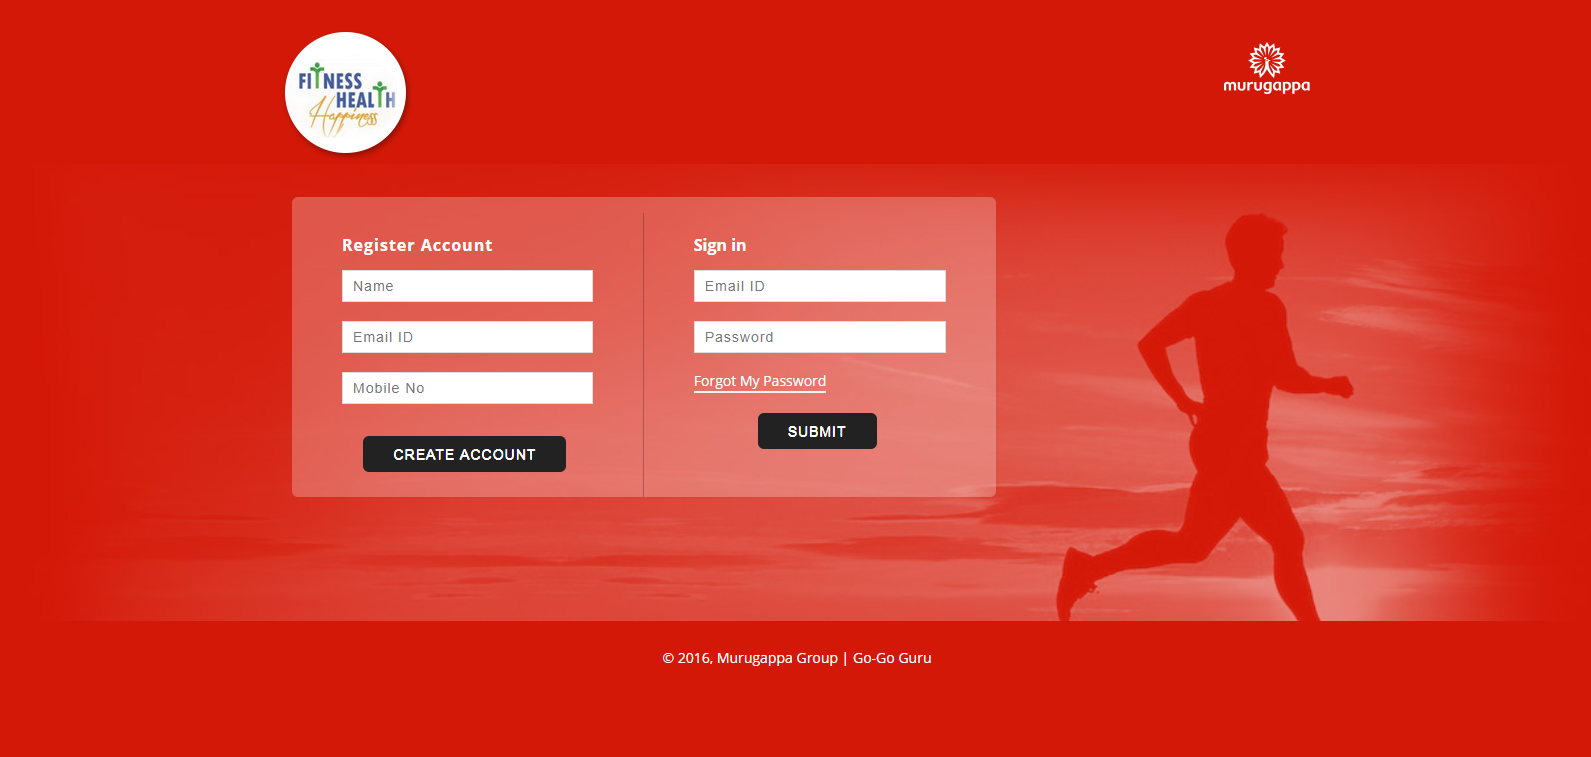 FITNESS
HEALTH
Happiness
murugappa
Register Account
Name
Email ID
Mobile No
CREATE ACCOUNT
Sign in
Email ID
Password
Forgot My Password
SUBMIT
© 2016, Murugappa Group | Go-Go Guru